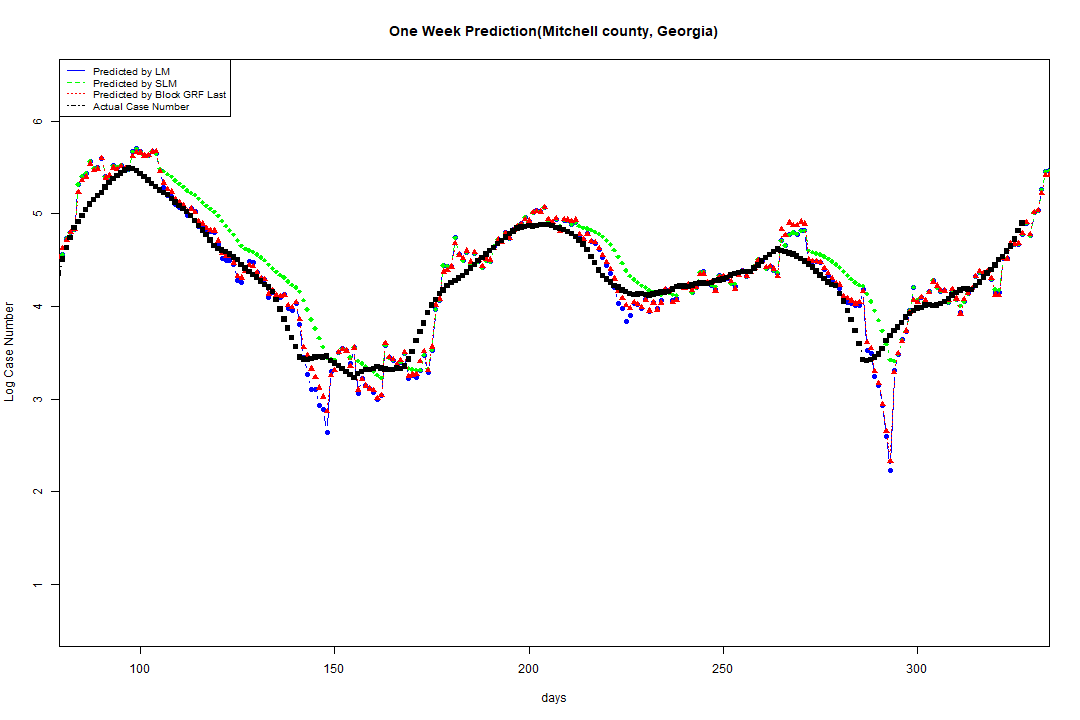 One Week Prediction(Mitchell county, Georgia)
Predicted by LM
Predicted by SLM
Predicted by Block GRF Last
Actual Case Number
6
5
4
3
2
1
Log Case Number
100 150 200 250 300
days